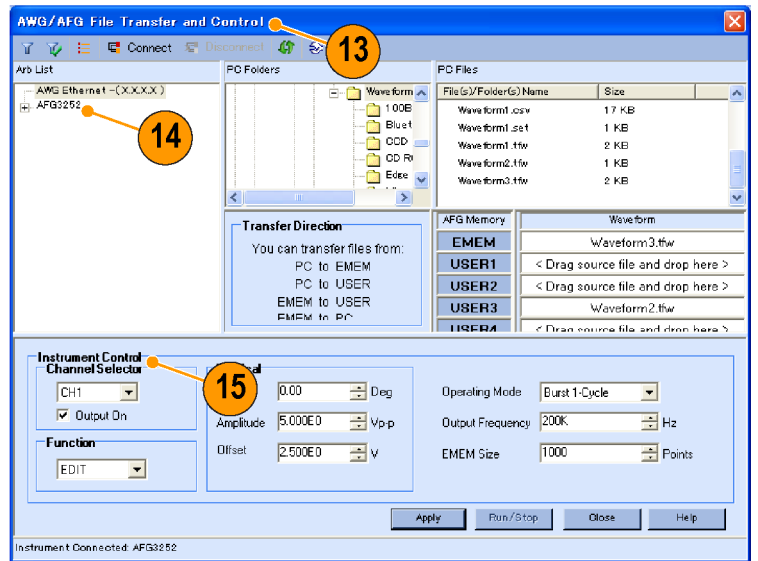 AWG/AFG File Transfer and Control
13
Connect
Disconnect
Arb List
PC Folders
PC Files
AWG Ethernet -(X.X.X.X)
AFG3252
14
Waveform
100B
Bluet
CCD
CD R
Edge
File(s)/Folder(s) Name
Size
Waveform1.csv
17 KB
Waveform1.set
1 KB
Waveform1.tfw
2 KB
Waveform2.tfw
1 KB
Waveform3.tfw
2 KB
Transfer Direction
You can transfer files from:
PC to EMEM
PC to USER
EMEM to USER
EMEM to PC
AFG Memory
Waveform
EMEM
Waveform3.tfw
USER1
< Drag source file and drop here >
USER2
< Drag source file and drop here >
USER3
Waveform2.tfw
USER4
< Drag source file and drop here >
Instrument Control
Channel Selector
CH1
Output On
Function
EDIT
15
0.00
Deg
Amplitude
5.000E0
Vp-p
Offset
2.500E0
V
Operating Mode
Burst 1-Cycle
Output Frequency
200K
Hz
EMEM Size
1000
Points
Apply
Run/Stop
Close
Help
Instrument Connected: AFG3252